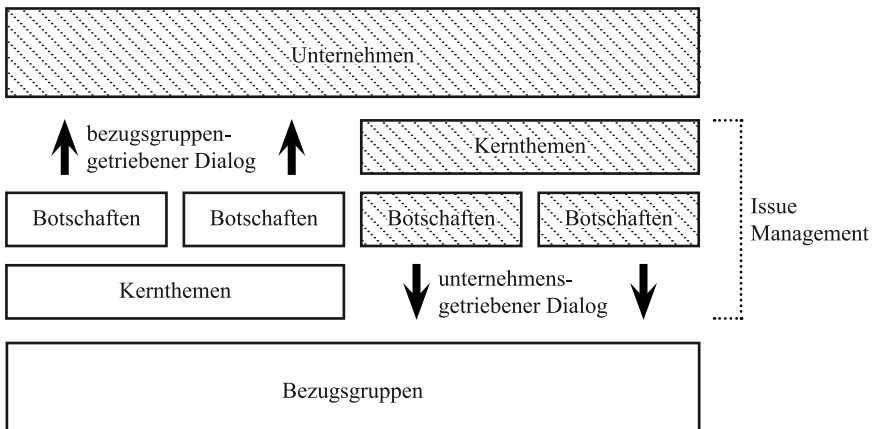 Unternehmen
bezugsgruppen-
getriebener Dialog
Kernthemen
Botschaften
Botschaften
Botschaften
Botschaften
Issue
Management
Kernthemen
unternehmens-
getriebener Dialog
Bezugsgruppen